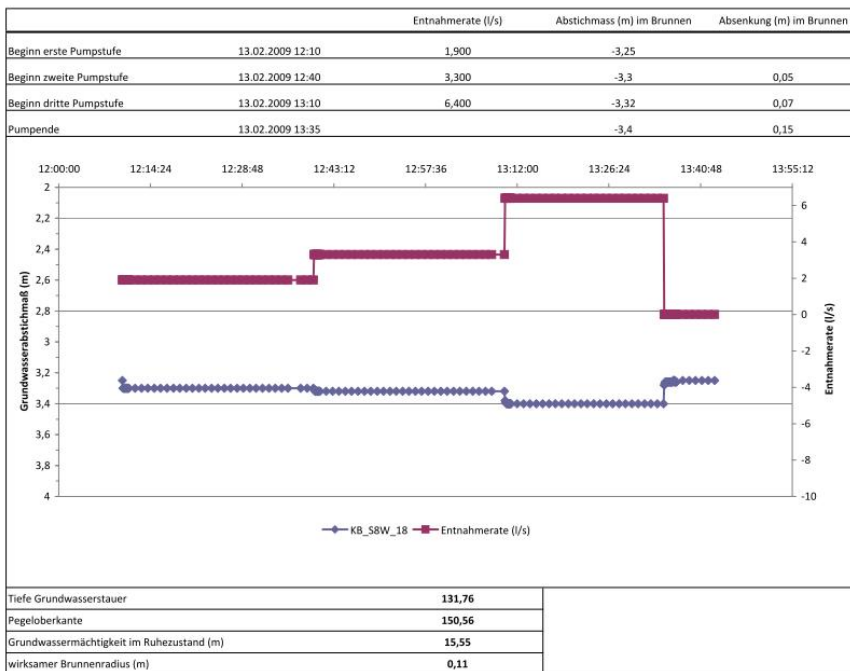 Entnahmerate (l/s) Abstichmass (m) im Brunnen Absenkung (m) im Brunnen
Beginn erste Pumpstufe 13.02.2009 12:10 1,900 -3,25
Beginn zweite Pumpstufe 13.02.2009 12:40 3,300 -3,3 0,05
Beginn dritte Pumpstufe 13.02.2009 13:10 6,400 -3,32 0,07
Pumpende 13.02.2009 13:35 -3,4 0,15
12:00:00 12:14:24 12:28:48 12:43:12 12:57:36 13:12:00 13:26:24 13:40:48 13:55:12
2
2,2
2,4
2,6
2,8
3
3,2
3,4
3,6
3,8
4
Grundwasserabstichmaß (m)
6
4
2
0
-2
-4
-6
-8
-10
Entnahmerate (l/s)
KB_S8W_18 Entnahmerate (l/s)
Tiefe Grundwasserstauer 131,76
Pegeloberkante 150,56
Grundwassermächtigkeit im Ruhezustand (m) 15,55
wirksamer Brunnenradius (m) 0,11